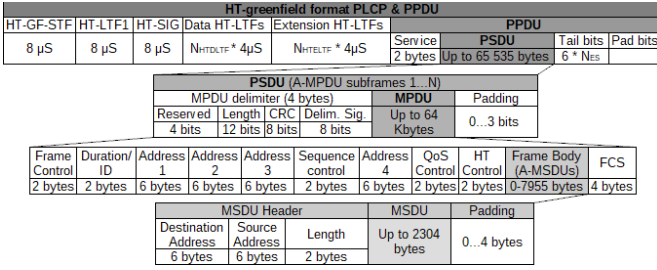 HT-greenfield format PLCP & PPDU
HT-GF-STF HT-LTF1 HT-SIG Data HT-LTFs Extension HT-LTFs PPDU
8 µS 8 µS 8 µS NHTDLTF * 4µS NHTELTF * 4µS
Service PSDU Tail bits Pad bits
2 bytes Up to 65 535 bytes 6 * NES
PSDU (A-MPDU subframes 1...N)
MPDU delimiter (4 bytes) MPDU Padding
Reserved Length CRC Delim. Sig. Up to 64 Kbytes 0...3 bits
4 bits 12 bits 8 bits 8 bits
Frame Control Duration/ID Address 1 Address 2 Address 3 Sequence control Address 4 QoS Control HT Control Frame Body (A-MSDUs) FCS
2 bytes 2 bytes 6 bytes 6 bytes 6 bytes 2 bytes 6 bytes 2 bytes 2 bytes 0-7955 bytes 4 bytes
MSDU Header MSDU Padding
Destination Address Source Address Length Up to 2304 bytes 0...4 bytes
6 bytes 6 bytes 2 bytes